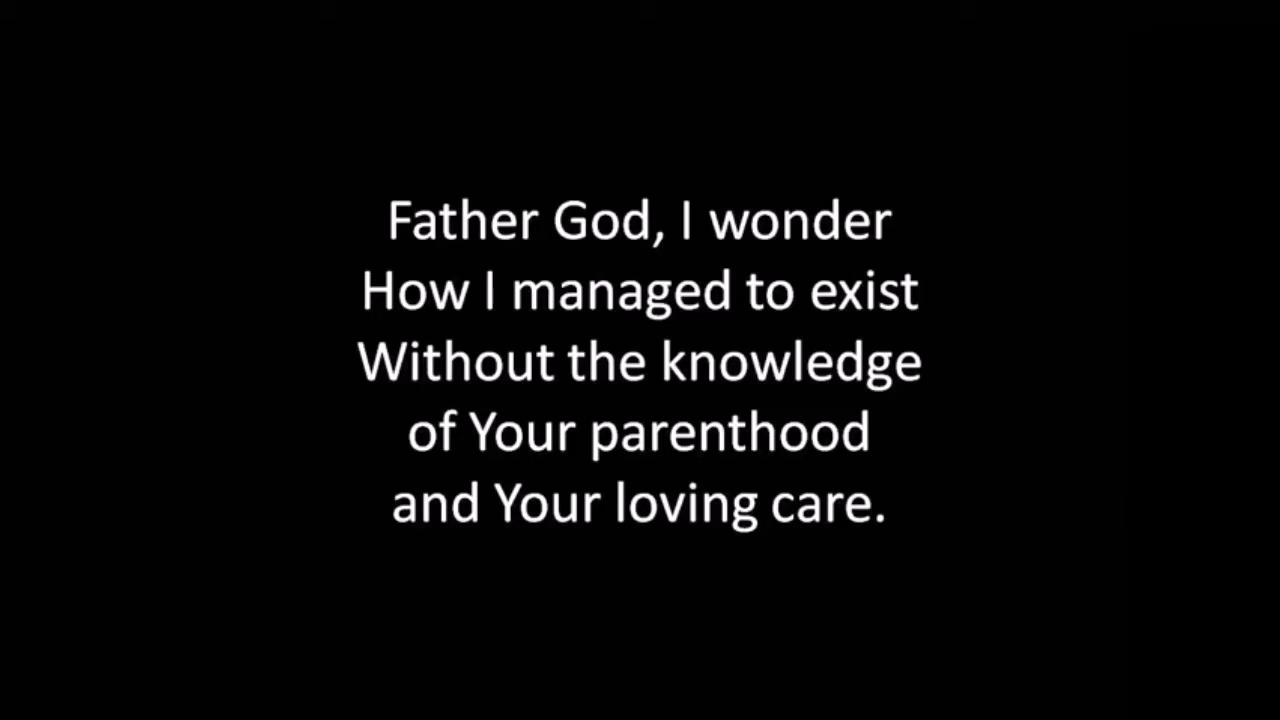 Father God, I wonder
How I managed to exist
Without the knowledge
of Your parenthood
and Your loving care.